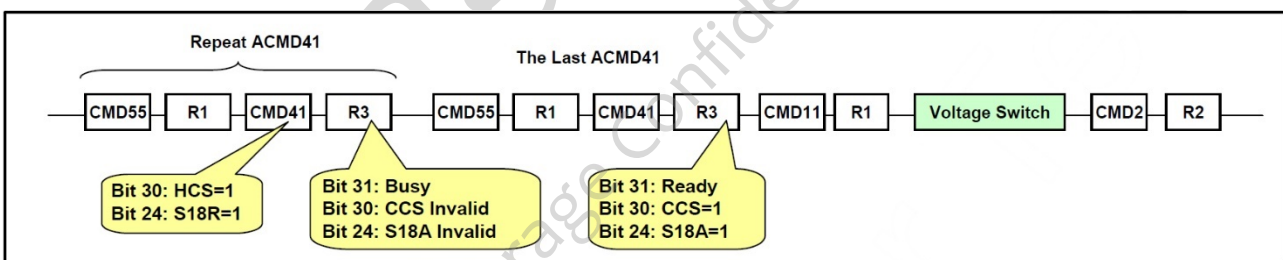 Repeat ACMD41
The Last ACMD41
CMD55 R1 CMD41 R3 CMD55 R1 CMD41 R3 CMD11 R1 Voltage Switch CMD2 R2
Bit 30: HCS=1
Bit 24: S18R=1
Bit 31: Busy
Bit 30: CCS Invalid
Bit 24: S18A Invalid
Bit 31: Ready
Bit 30: CCS=1
Bit 24: S18A=1